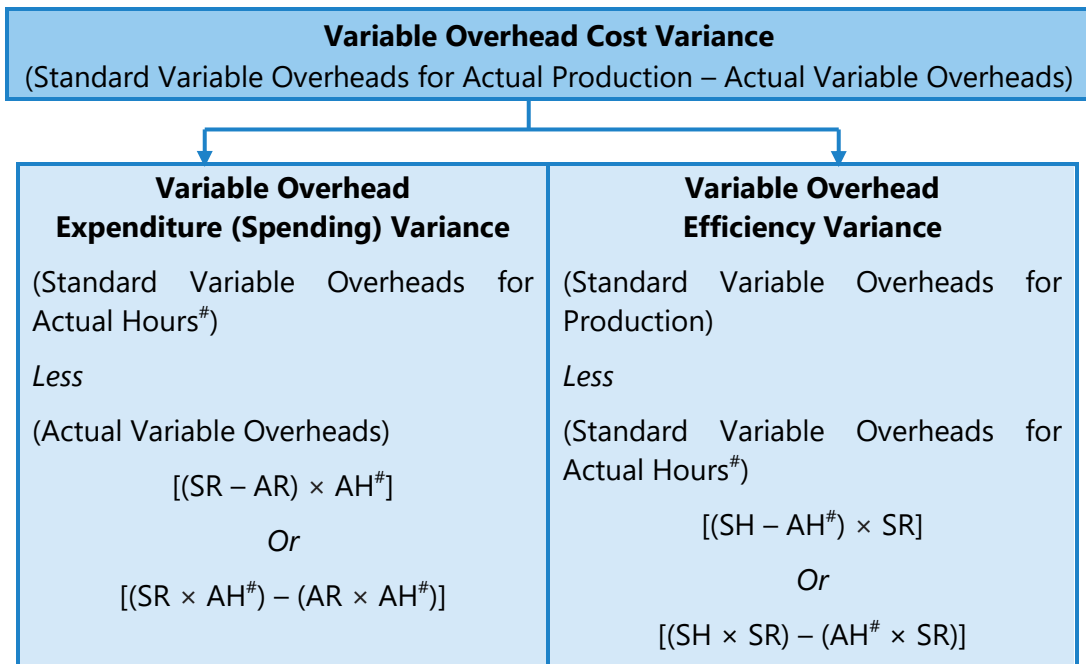 Variable Overhead Cost Variance
(Standard Variable Overheads for Actual Production – Actual Variable Overheads)
Variable Overhead
Expenditure (Spending) Variance
(Standard Variable Overheads for
Actual Hours#)
Less
(Actual Variable Overheads)
[(SR – AR) × AH#]
Or
[(SR × AH#) – (AR × AH#)]
Variable Overhead
Efficiency Variance
(Standard Variable Overheads for
Production)
Less
(Standard Variable Overheads for
Actual Hours#)
[(SH – AH#) × SR]
Or
[(SH × SR) – (AH# × SR)]